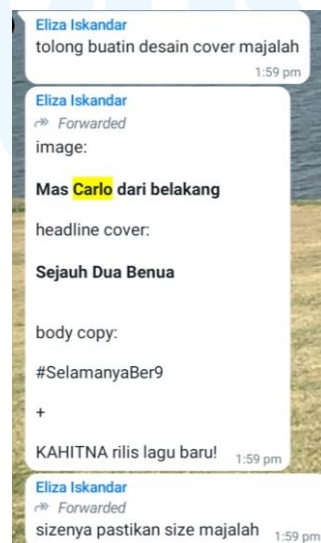 Eliza Iskandar
tolong buatin desain cover majalah
1:59 pm
Eliza Iskandar
Forwarded
image:
Mas Carlo dari belakang
headline cover:
Sejauh Dua Benua
body copy:
#SelamanyaBer9
+
KAHITNA rilis lagu baru!
1:59 pm
Eliza Iskandar
Forwarded
sizenya pastikan size majalah
1:59 pm